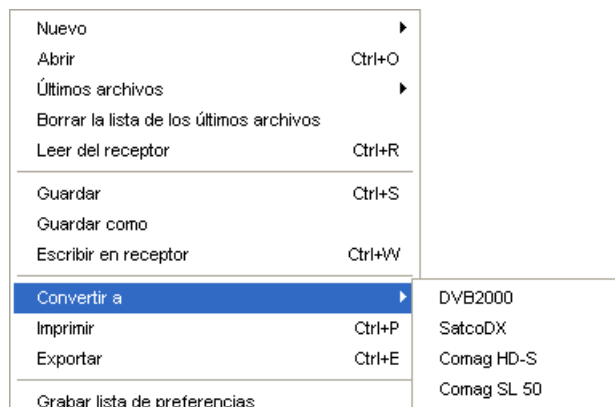 Nuevo
Abrir Ctrl+O
Últimos archivos
Borrar la lista de los últimos archivos
Leer del receptor Ctrl+R
Guardar Ctrl+S
Guardar como
Escribir en receptor Ctrl+W
Convertir a DVB2000
Imprimir Ctrl+P SatcoDX
Exportar Ctrl+E Comag HD-S
Grabar lista de preferencias Comag SL 50